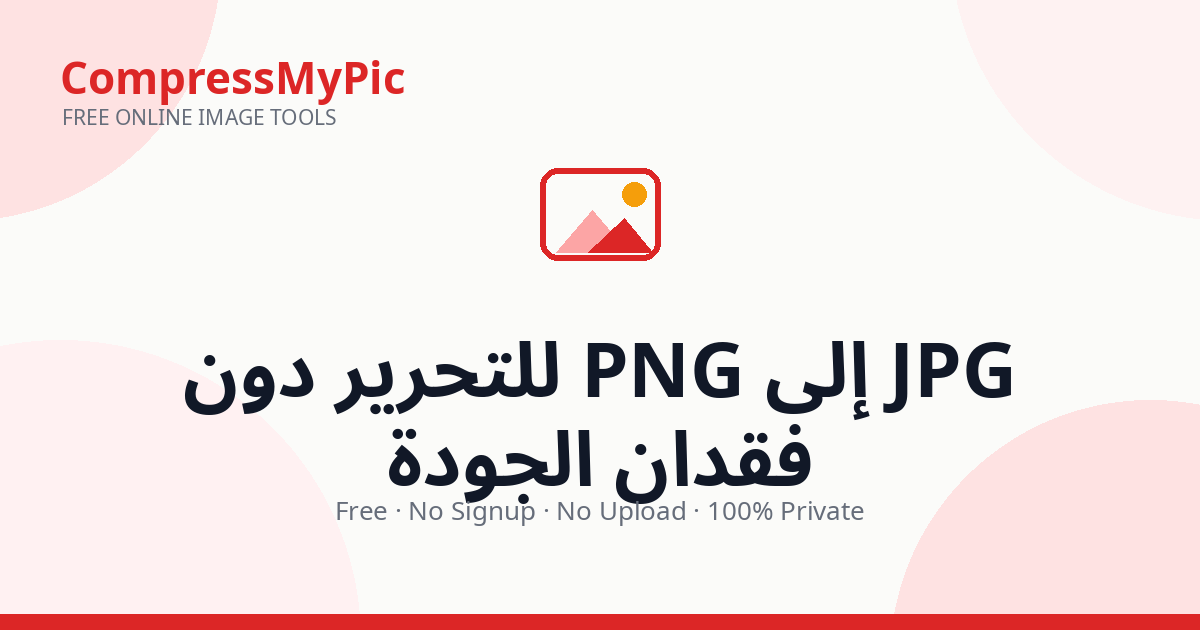 CompressMyPic
FREE ONLINE IMAGE TOOLS
JPG إلى PNG للتحرير دون
فقدان الجودة
Free · No Signup · No Upload · 100% Private